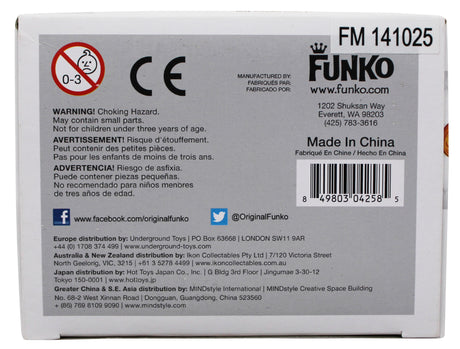 FM 141025
0-3
CE
MANUFACTURED BY:
FABRIQUÉS PAR:
FABRICADO POR:
FUNKO
www.funko.com
1202 Shuksan Way
Everett, WA 98203
(425) 783-3616
WARNING! Choking Hazard.
May contain small parts.
Not for children under three years of age.
AVERTISSEMENT! Risque d'étouffement.
Peut contenir des petites pièces.
Pas pour les enfants de moins de trois ans.
ADVERTENCIA! Riesgo de asfixia.
Puede contener piezas pequeñas.
No recomendado para niños menores
de tres años de edad.
Made In China
Fabriqué En Chine / Hecho En China
8 49803 04258 5
www.facebook.com/originalfunko
@OriginalFunko
Europe distribution by: Underground Toys | PO BOX 63668 | LONDON SW11 9AR
+44 (0) 1708 374 499 | www.underground-toys.com
Australia & New Zealand distribution by: Ikon Collectables Pty Ltd | 7/120 Victoria Street
North Geelong, VIC, 3215 | +61 3 5278 4499 | www.ikoncollectables.com.au
Japan distribution by: Hot Toys Japan Co., Inc. | Q Bldg 3rd Floor | Jingumae 3-30-12
Tokyo 150-0001 | www.hottoys.jp
Greater China & S.E. Asia distribution by: MINDstyle International | MINDstyle Creative Space Building
No. 68-2 West Xinnan Road | Dongguan, Guangdong, China 523560
+ (86) 769 8109 9090 | www.mindstyle.com